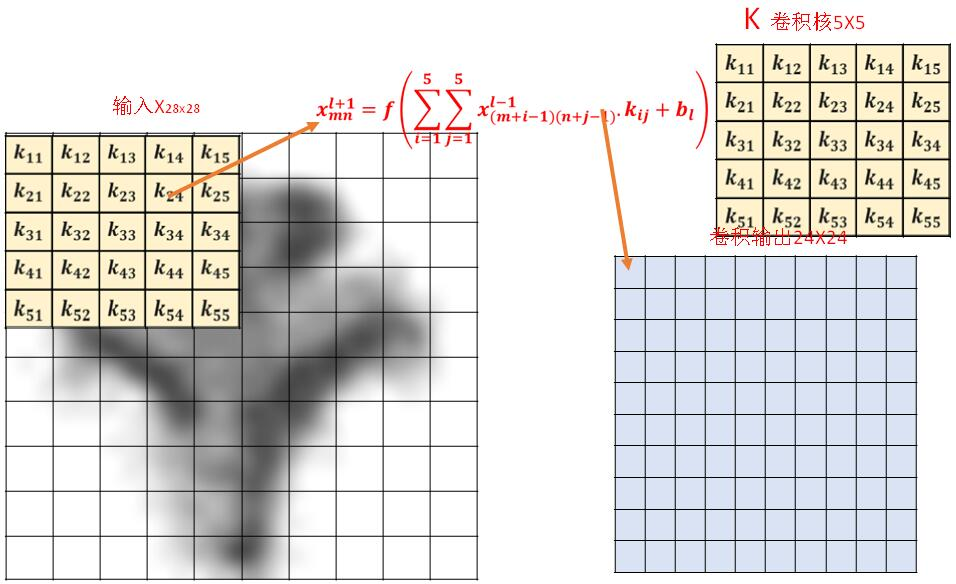 K 卷积核5X5
k11 k12 k13 k14 k15
k21 k22 k23 k24 k25
k31 k32 k33 k34 k34
k41 k42 k43 k44 k45
k51 k52 k53 k54 k55
输入X28x28
x^{l+1}_{mn} = f(∑_{i=1}^{5} ∑_{j=1}^{5} x^{l-1}_{(m+i-1)(n+j-1)}. k_{ij} + b_l)
k11 k12 k13 k14 k15
k21 k22 k23 k24 k25
k31 k32 k33 k34 k34
k41 k42 k43 k44 k45
k51 k52 k53 k54 k55
卷积输出24X24